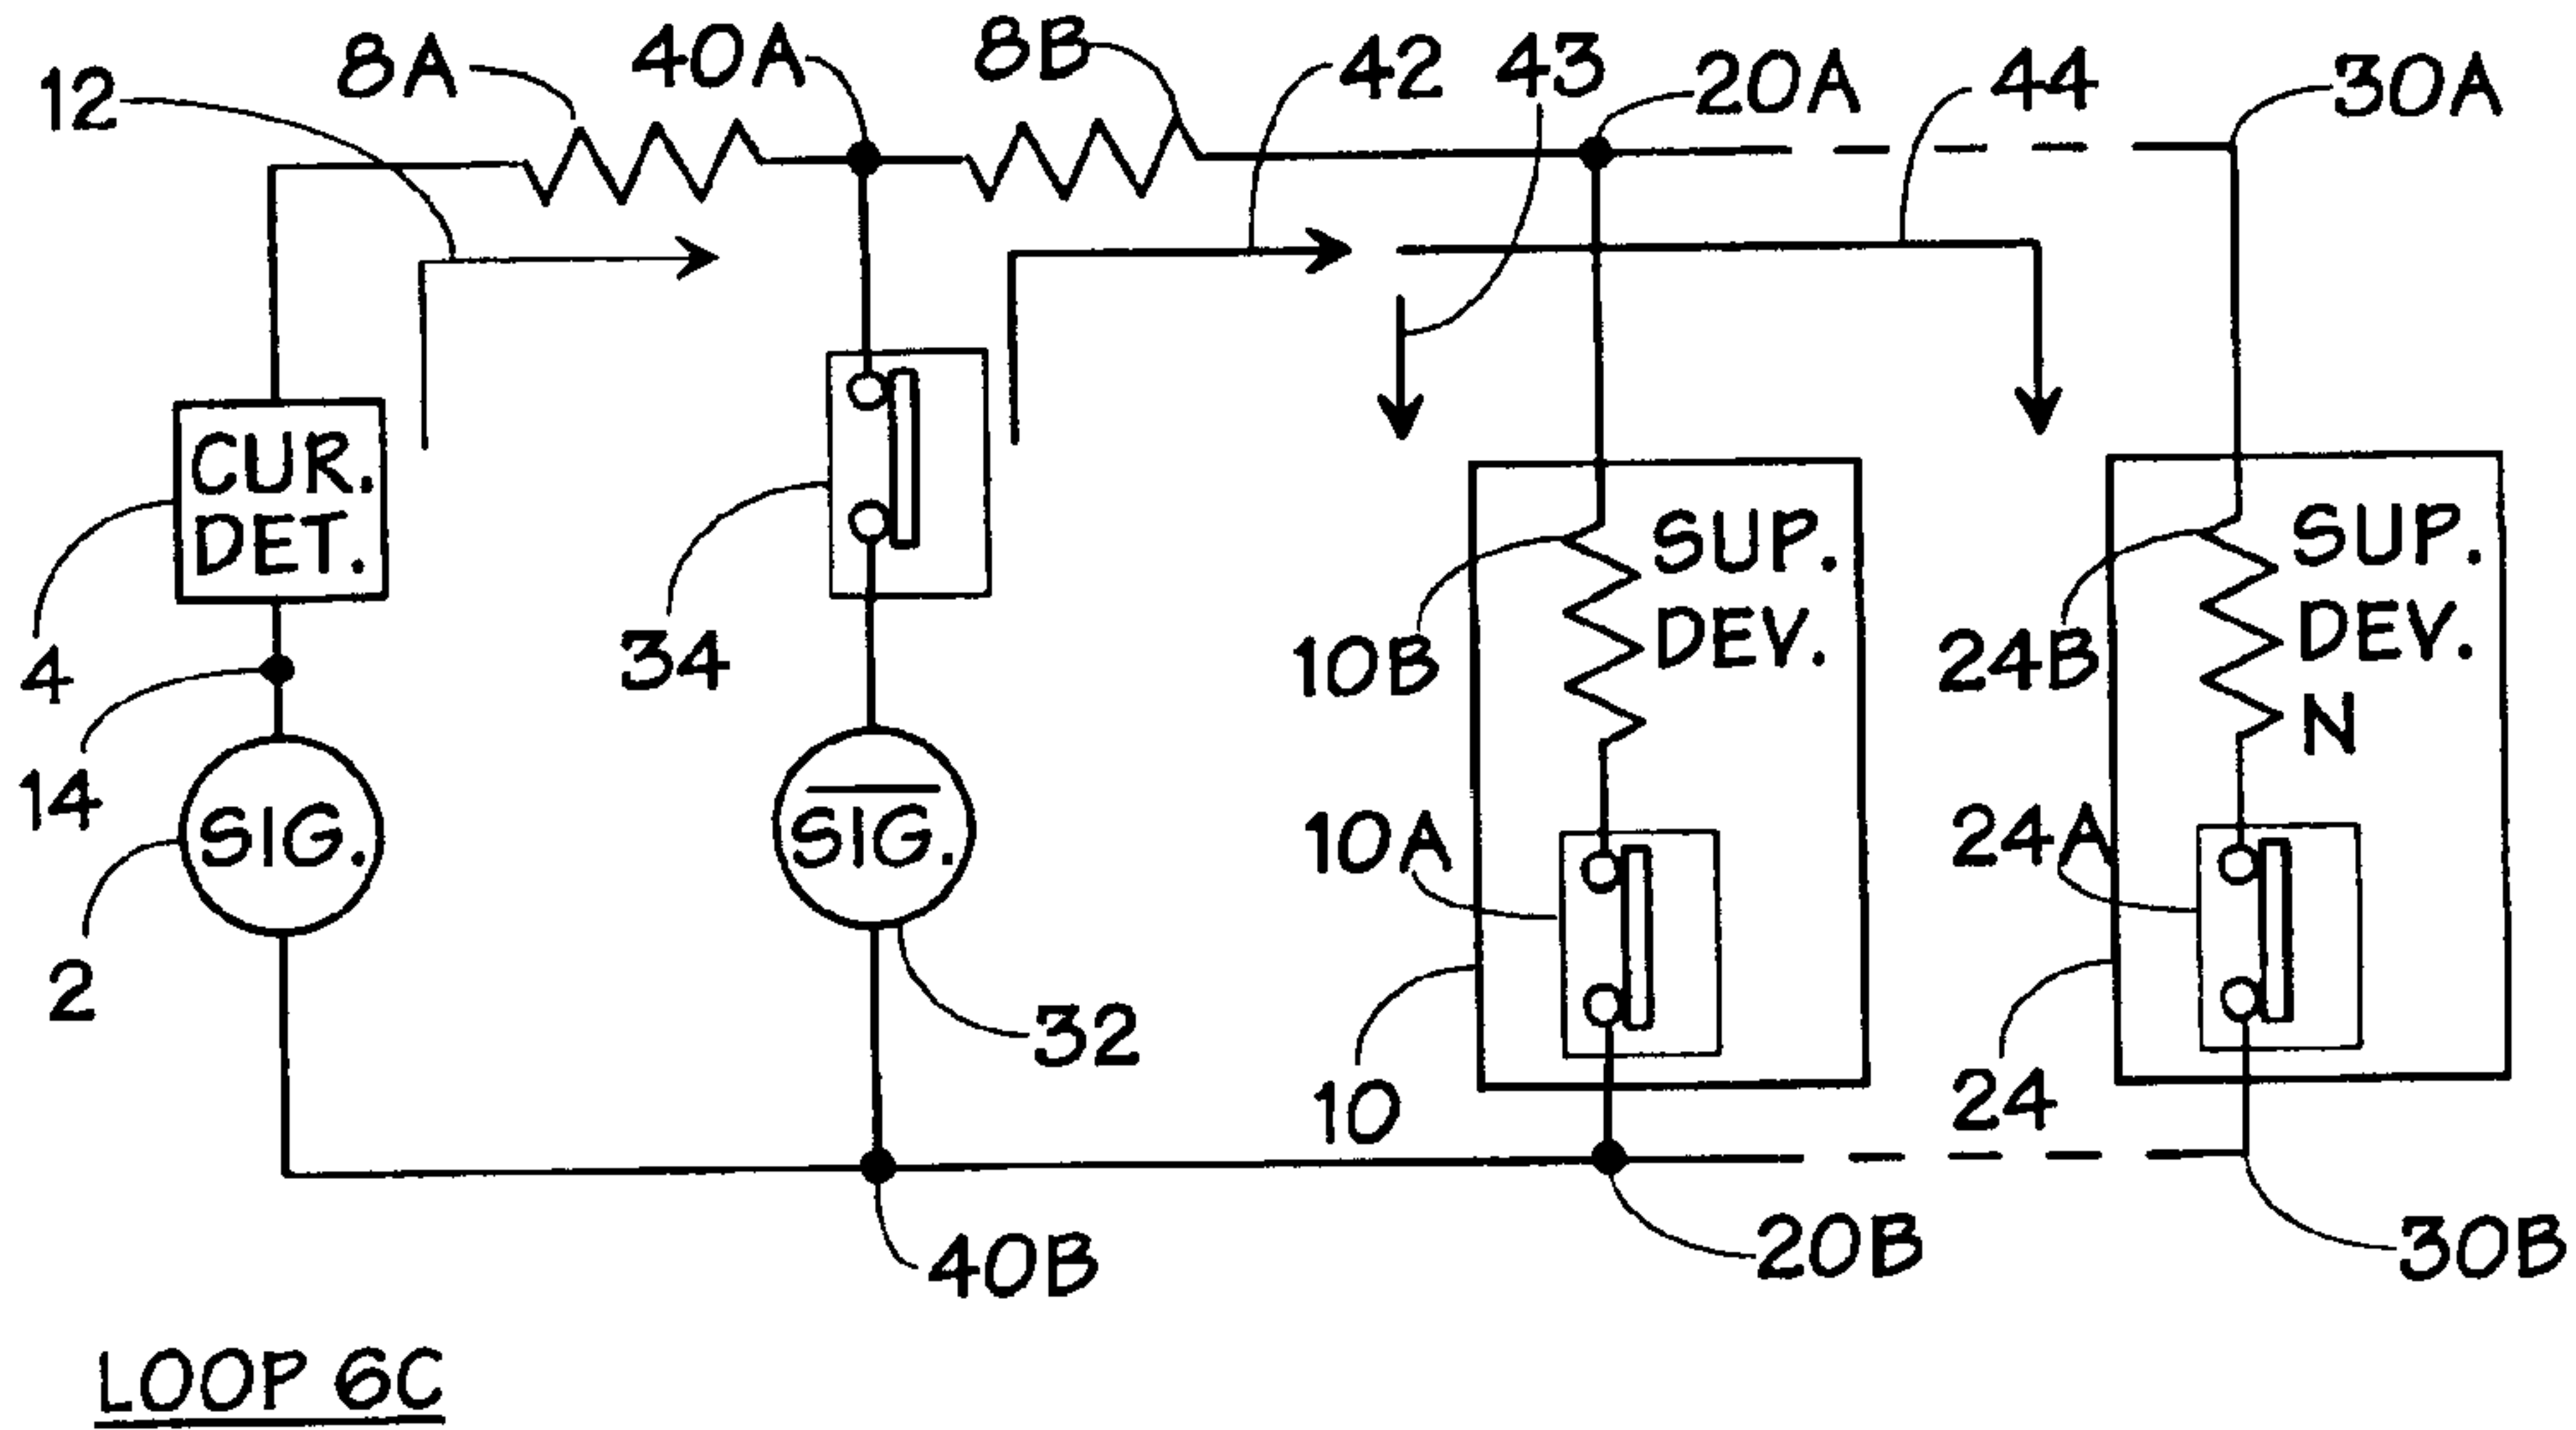 12
8A
40A
8B
42
43
20A
44
30A
CUR.
DET.
4
14
SIG.
2
34
S̅I̅G̅.
32
10B
SUP.
DEV.
10A
10
24B
SUP.
DEV.
N
24A
24
40B
20B
30B
LOOP 6C